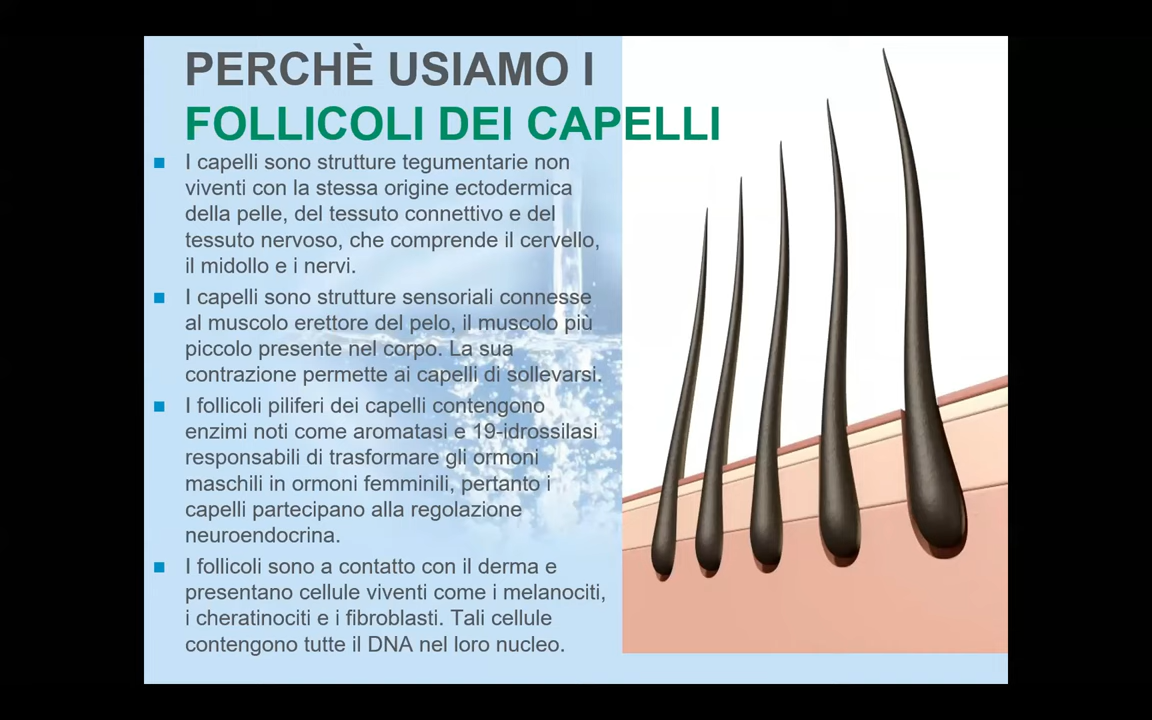 PERCHÈ USIAMO I
FOLLICOLI DEI CAPELLI
I capelli sono strutture tegumentarie non
viventi con la stessa origine ectodermica
della pelle, del tessuto connettivo e del
tessuto nervoso, che comprende il cervello,
il midollo e i nervi.
I capelli sono strutture sensoriali connesse
al muscolo erettore del pelo, il muscolo più
piccolo presente nel corpo. La sua
contrazione permette ai capelli di sollevarsi.
I follicoli piliferi dei capelli contengono
enzimi noti come aromatasi e 19-idrossilasi
responsabili di trasformare gli ormoni
maschili in ormoni femminili, pertanto i
capelli partecipano alla regolazione
neuroendocrina.
I follicoli sono a contatto con il derma e
presentano cellule viventi come i melanociti,
i cheratinociti e i fibroblasti. Tali cellule
contengono tutte il DNA nel loro nucleo.